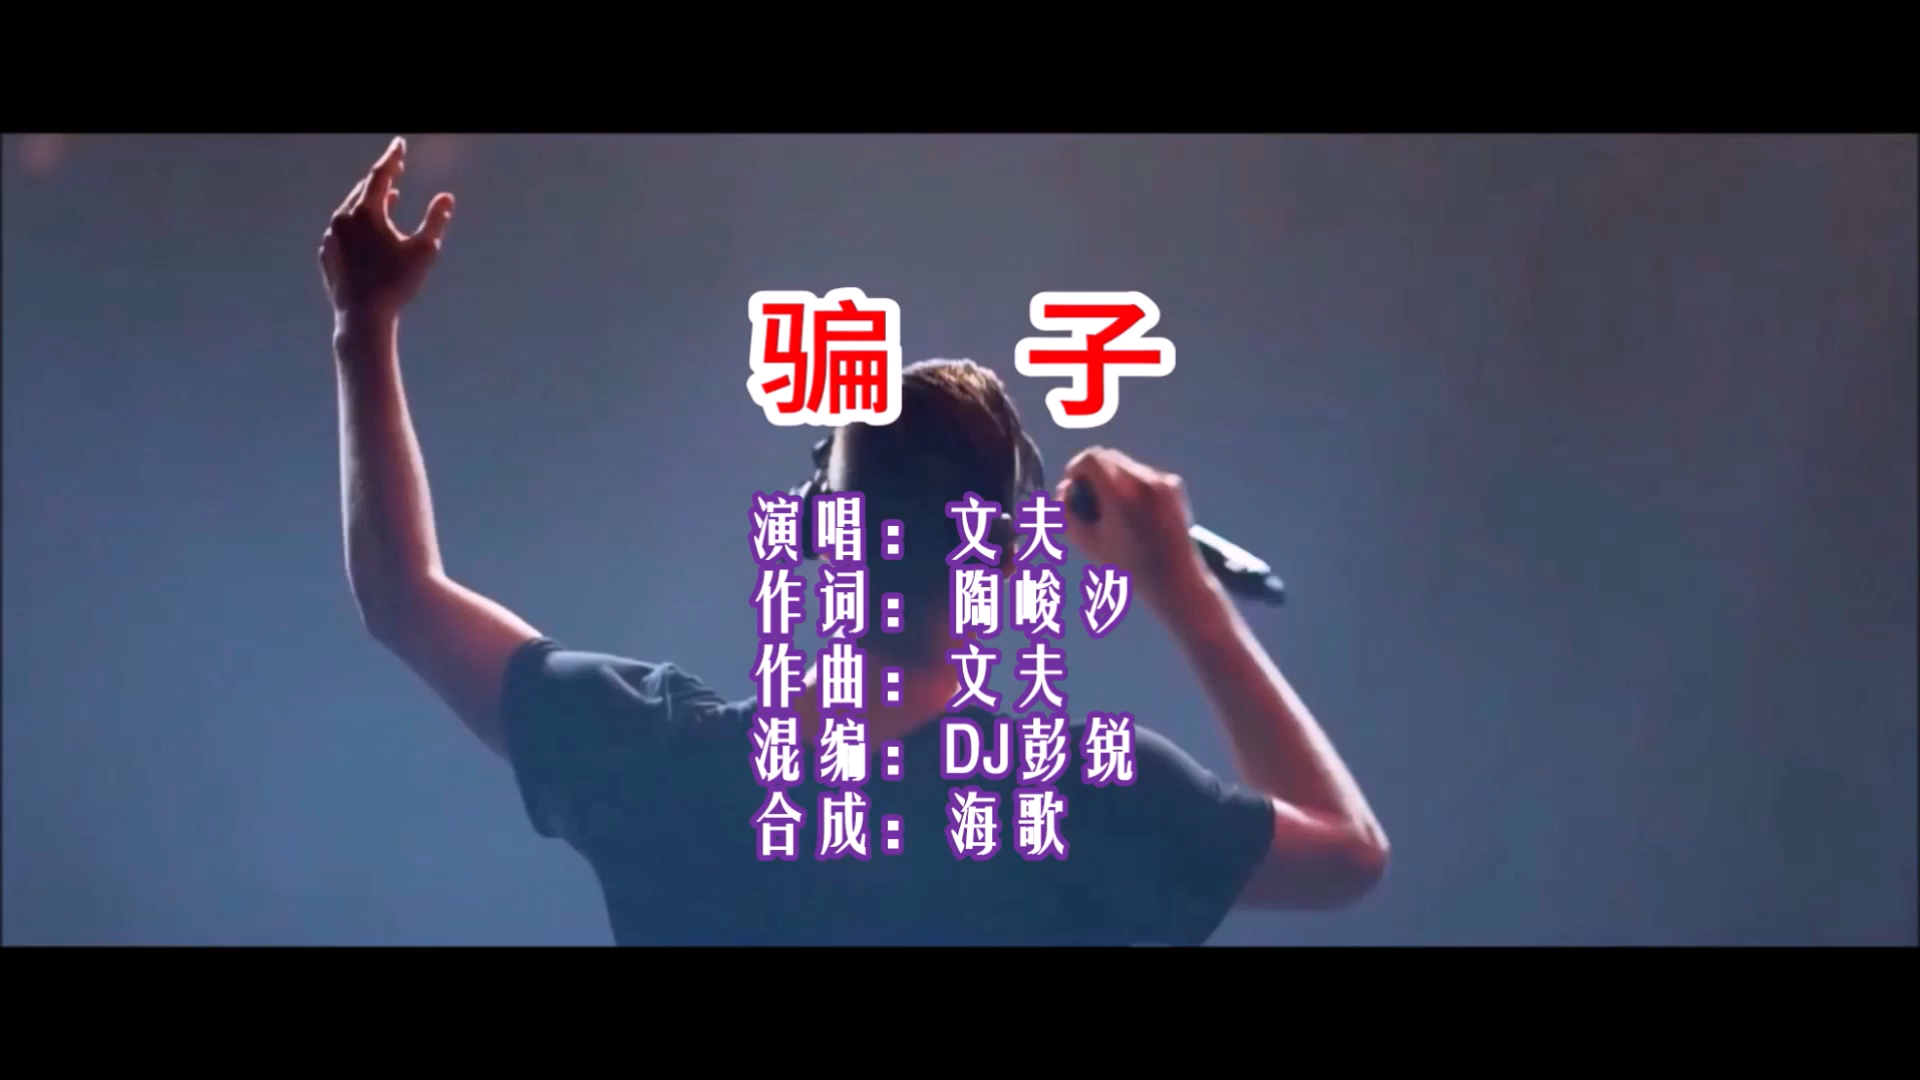 骗 子
演唱： 文夫
作词： 陶峻汐
作曲： 文夫
混编： DJ彭锐
合成： 海歌